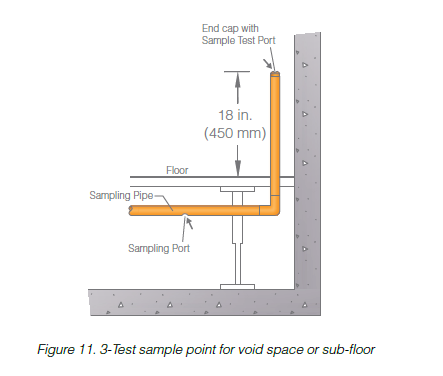 End cap with
Sample Test Port
18 in.
(450 mm)
Floor
Sampling Pipe
Sampling Port
Figure 11. 3-Test sample point for void space or sub-floor